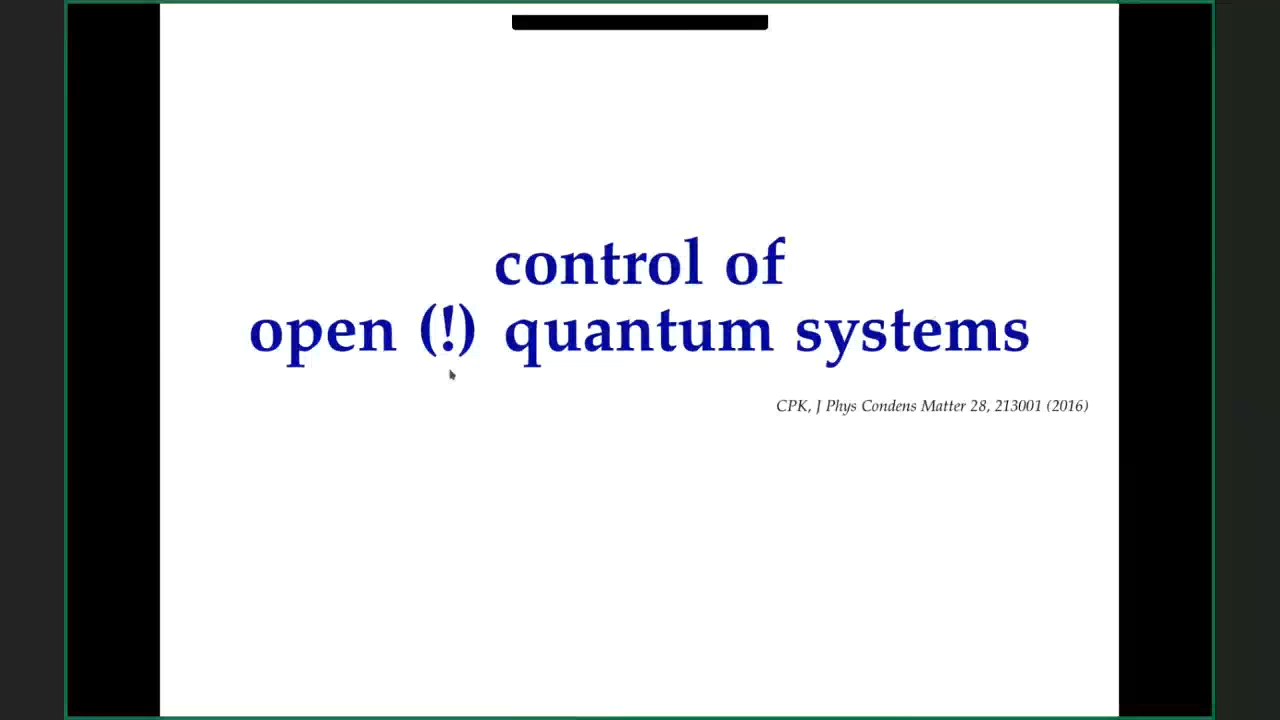 control of
open (!) quantum systems
CPK, J Phys Condens Matter 28, 213001 (2016)